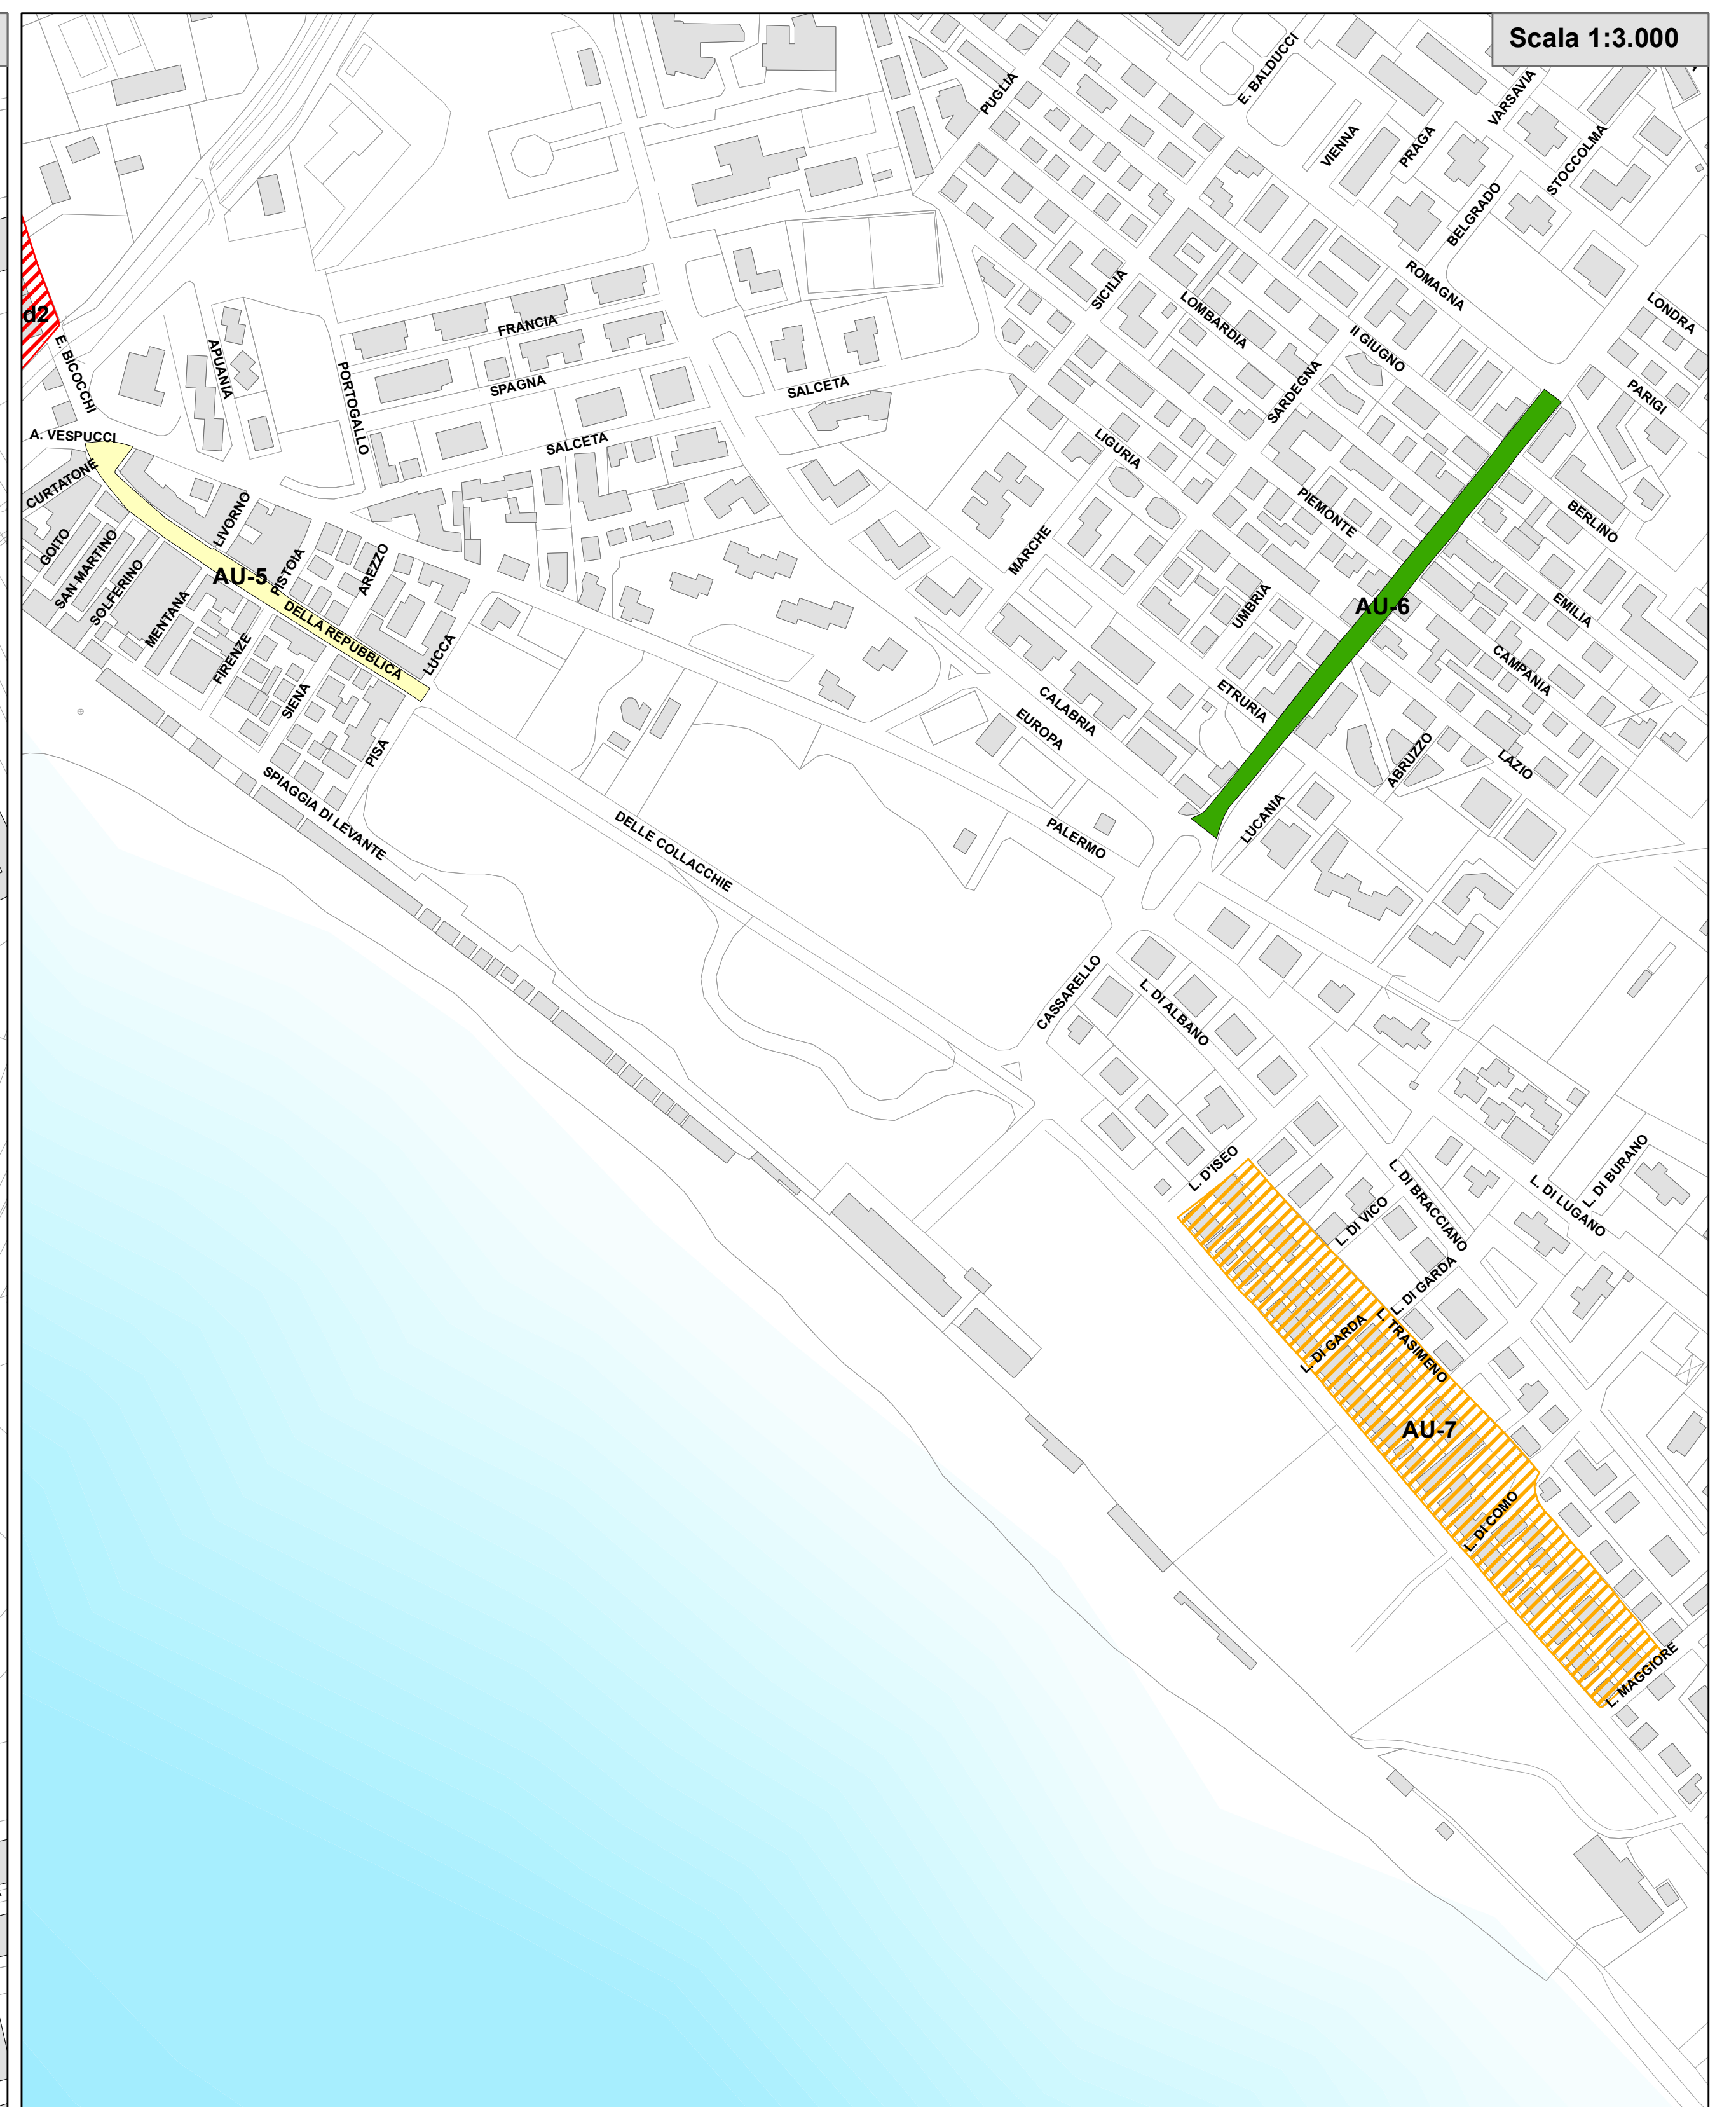 Scala 1:3.000
E. BALDUCCI
PUGLIA
VARSAVIA
VIENNA
PRAGA
STOCCOLMA
BELGRADO
ROMAGNA
LONDRA
SICILIA
LOMBARDIA
II GIUGNO
d2
E. BICOCCHI
APUANIA
PORTOGALLO
FRANCIA
SPAGNA
SALCETA
SALCETA
SARDEGNA
PARIGI
A. VESPUCCI
CURTATONE
LIGURIA
PIEMONTE
BERLINO
GOITO
SAN MARTINO
SOLFERINO
LIVORNO
PISTOIA
AREZZO
MARCHE
AU-5
UMBRIA
AU-6
EMILIA
MENTANA
FIRENZE
DELLA REPUBBLICA
LUCCA
CAMPANIA
SIENA
ETRURIA
CALABRIA
EUROPA
PISA
ABRUZZO
LAZIO
SPIAGGIA DI LEVANTE
DELLE COLLACCHIE
PALERMO
LUCANIA
CASSARELLO
L. DI ALBANO
L. D'ISEO
L. DI BURANO
L. DI BRACCIANO
L. DI LUGANO
L. DI VICO
L. DI GARDA
L. TRASIMENO
L. DI GARDA
AU-7
L. DI COMO
L. MAGGIORE